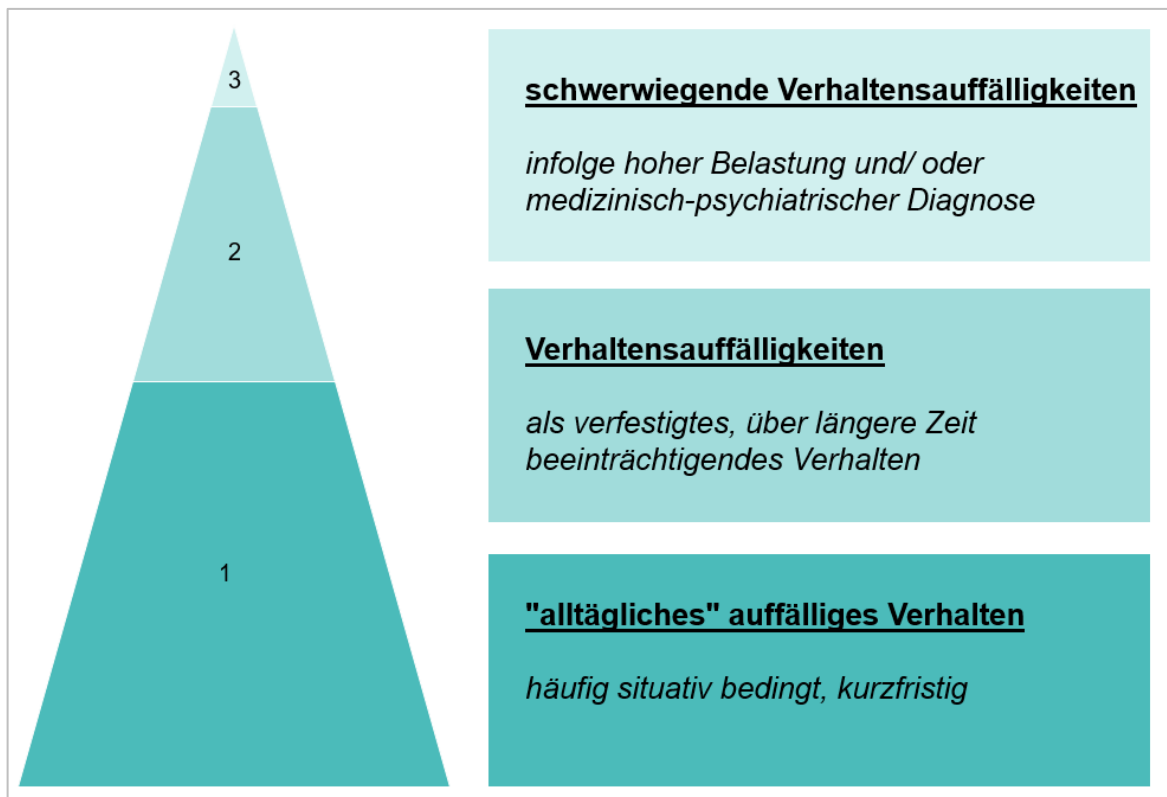 3
schwerwiegende Verhaltensauffälligkeiten
infolge hoher Belastung und/ oder
medizinisch-psychiatrischer Diagnose
2
Verhaltensauffälligkeiten
als verfestigtes, über längere Zeit
beeinträchtigendes Verhalten
1
"alltägliches" auffälliges Verhalten
häufig situativ bedingt, kurzfristig